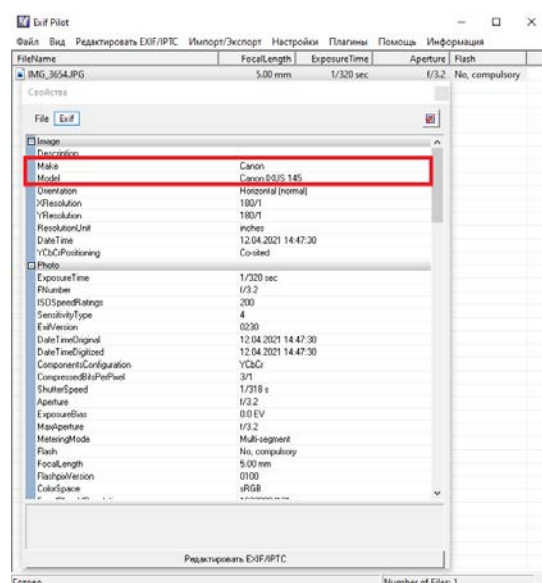 Exif Pilot
Файл Вид Редактировать EXIF/IPTC Импорт/Экспорт Настройки Плагины Помощь Информация
FileName FocalLength ExposureTime Aperture Flash
IMG_3654.JPG 5.00 mm 1/320 sec f/3.2 No, compulsory
Свойства
File Exif
Image
Description
Make Canon
Model Canon IXUS 145
Orientation Horizontal (normal)
XResolution 180/1
YResolution 180/1
ResolutionUnit inches
DateTime 12.04.2021 14:47:30
YCbCrPositioning Co-sited
Photo
ExposureTime 1/320 sec
FNumber f/3.2
ISOSpeedRatings 200
SensitivityType 4
ExifVersion 0230
DateTimeOriginal 12.04.2021 14:47:30
DateTimeDigitized 12.04.2021 14:47:30
ComponentsConfiguration YCbCr
CompressedBitsPerPixel 3/1
ShutterSpeed 1/318 s
Aperture f/3.2
ExposureBias 0.0 EV
MaxAperture f/3.2
MeteringMode Multi-segment
Flash No, compulsory
FocalLength 5.00 mm
FlashpixVersion 0100
ColorSpace sRGB
Редактировать EXIF/IPTC
Готово Number of Files: 1